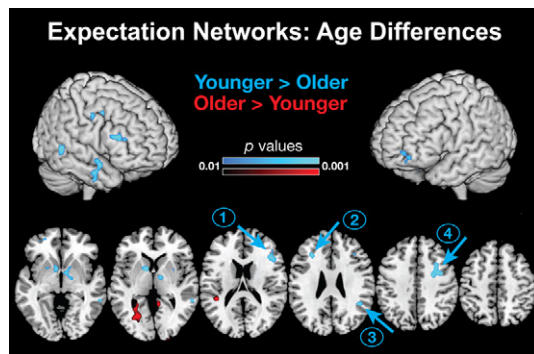 Expectation Networks: Age Differences
Younger > Older
Older > Younger
p values
0.01 0.001
1 2 4
3